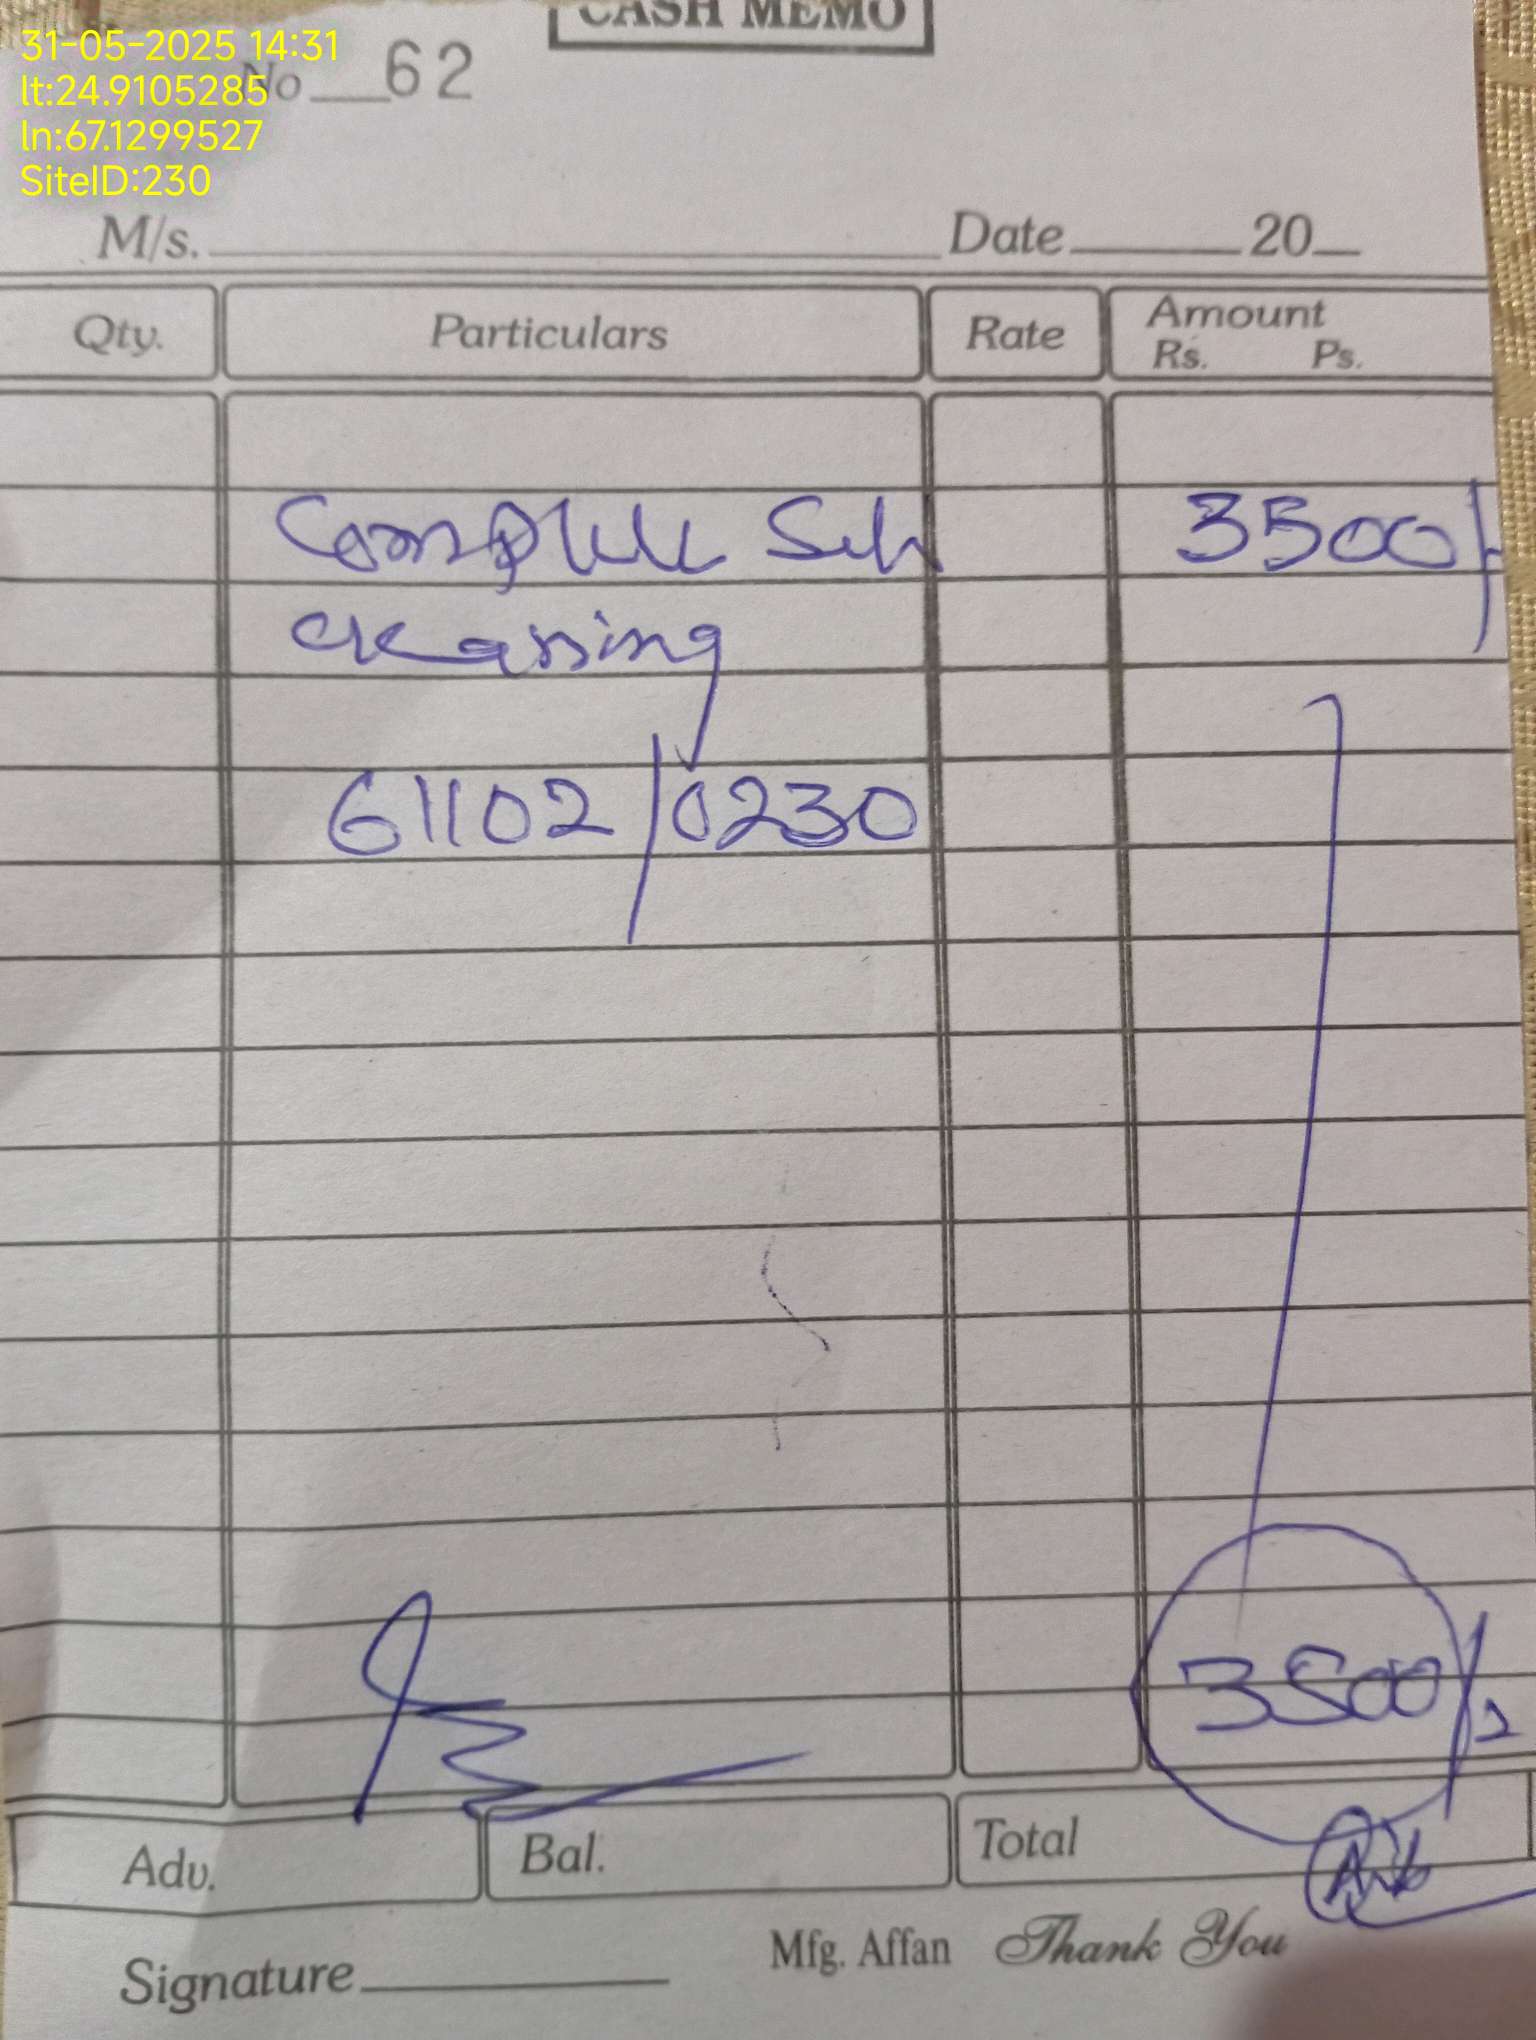 31-05-2025 14:31
lt:24.9105285
ln:67.1299527
SiteID:230
CASH MEMO
No 62
M/s. Date 20
Qty. Particulars Rate Amount
Rs. Ps.
Complete 3500/-
cleaning
61102/0230
3500/-
Adv. Bal. Total
Mfg. Affan Thank You
Signature